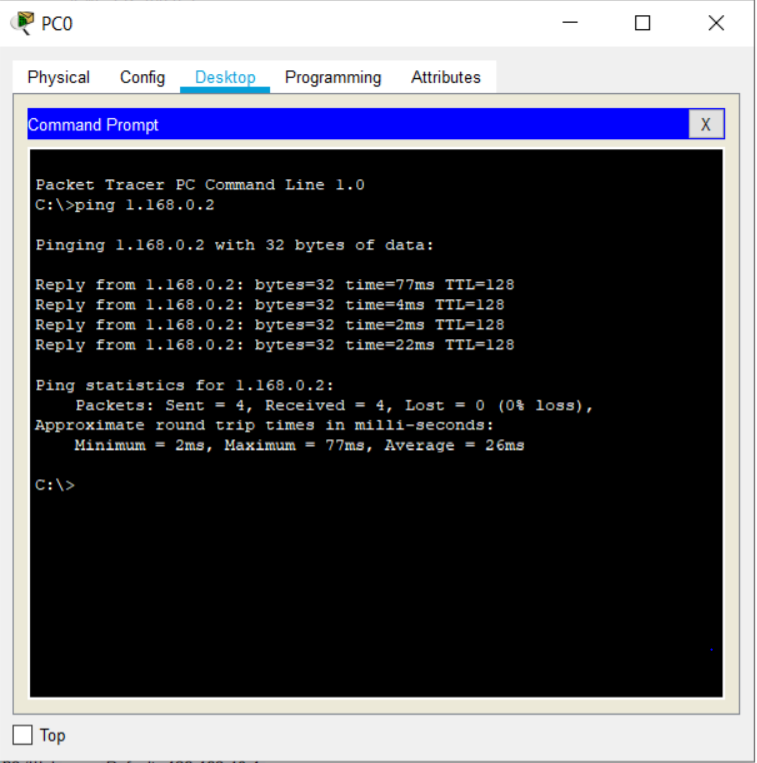 PC0
Physical Config Desktop Programming Attributes
Command Prompt X
Packet Tracer PC Command Line 1.0
C:\>ping 1.168.0.2
Pinging 1.168.0.2 with 32 bytes of data:
Reply from 1.168.0.2: bytes=32 time=77ms TTL=128
Reply from 1.168.0.2: bytes=32 time=4ms TTL=128
Reply from 1.168.0.2: bytes=32 time=2ms TTL=128
Reply from 1.168.0.2: bytes=32 time=22ms TTL=128
Ping statistics for 1.168.0.2:
Packets: Sent = 4, Received = 4, Lost = 0 (0% loss),
Approximate round trip times in milli-seconds:
Minimum = 2ms, Maximum = 77ms, Average = 26ms
C:\>
Top